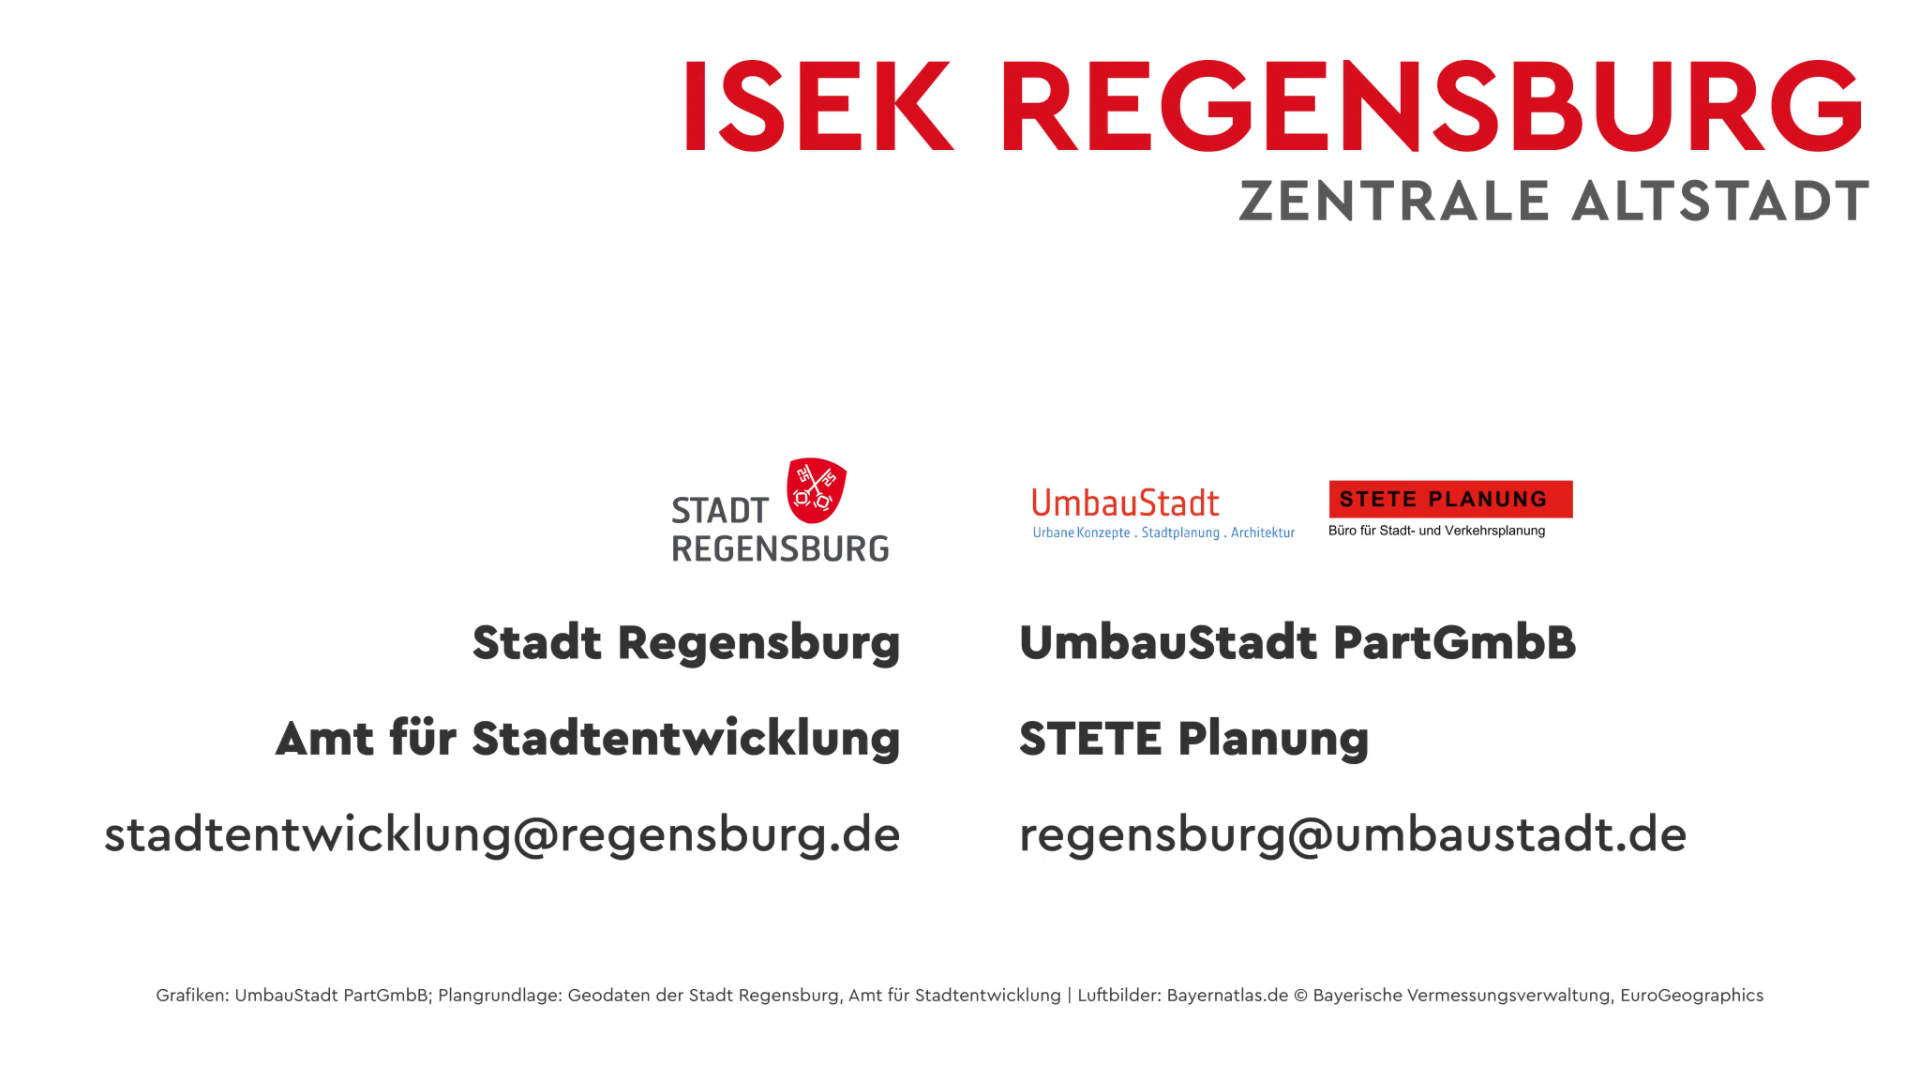 ISEK REGENSBURG
ZENTRALE ALTSTADT
STADT
REGENSBURG
UmbauStadt
Urbane Konzepte . Stadtplanung . Architektur
STETE PLANUNG
Büro für Stadt- und Verkehrsplanung
Stadt Regensburg
Amt für Stadtentwicklung
stadtentwicklung@regensburg.de
UmbauStadt PartGmbB
STETE Planung
regensburg@umbaustadt.de
Grafiken: UmbauStadt PartGmbB; Plangrundlage: Geodaten der Stadt Regensburg, Amt für Stadtentwicklung | Luftbilder: Bayernatlas.de © Bayerische Vermessungsverwaltung, EuroGeographics